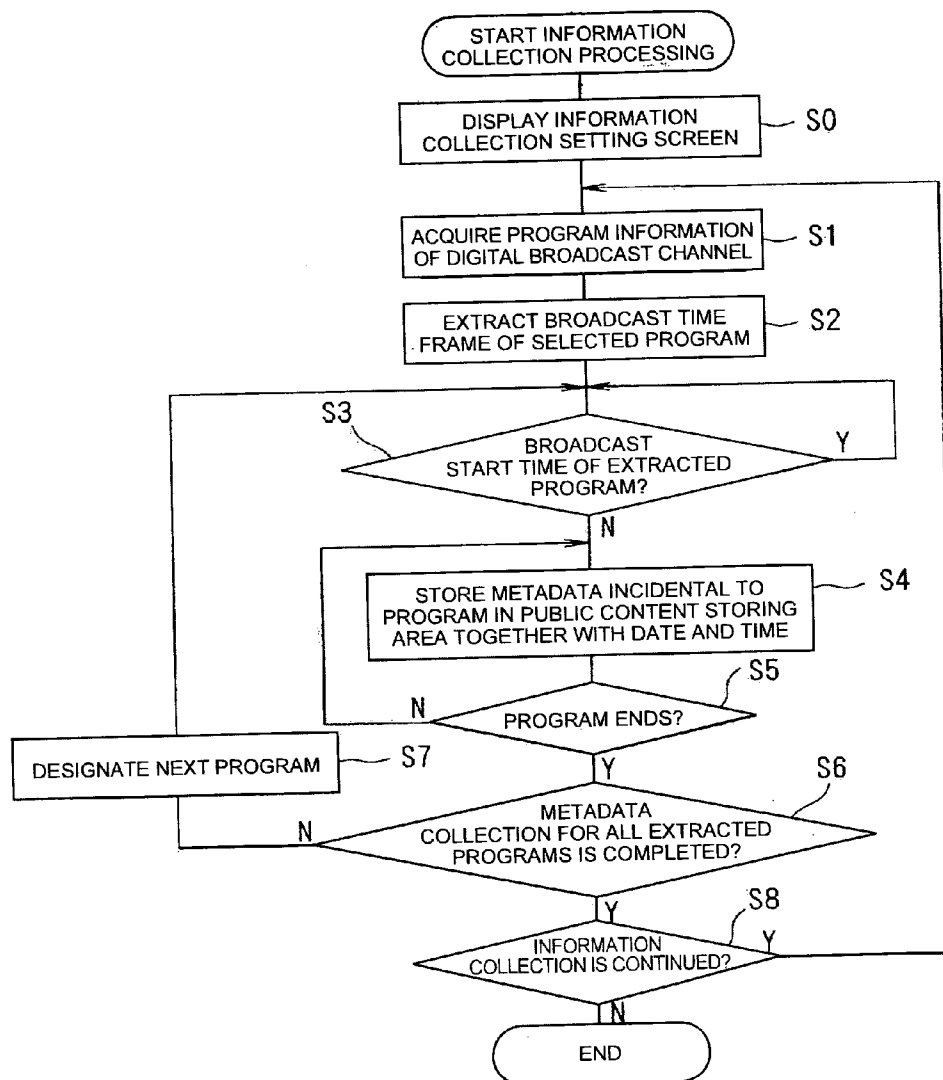 START INFORMATION
COLLECTION PROCESSING
DISPLAY INFORMATION
COLLECTION SETTING SCREEN
S0
ACQUIRE PROGRAM INFORMATION
OF DIGITAL BROADCAST CHANNEL
S1
EXTRACT BROADCAST TIME
FRAME OF SELECTED PROGRAM
S2
S3
BROADCAST
START TIME OF EXTRACTED
PROGRAM?
Y
N
STORE METADATA INCIDENTAL TO
PROGRAM IN PUBLIC CONTENT STORING
AREA TOGETHER WITH DATE AND TIME
S4
S5
N
PROGRAM ENDS?
Y
DESIGNATE NEXT PROGRAM
S7
S6
N
METADATA
COLLECTION FOR ALL EXTRACTED
PROGRAMS IS COMPLETED?
Y
S8
INFORMATION
COLLECTION IS CONTINUED?
Y
N
END